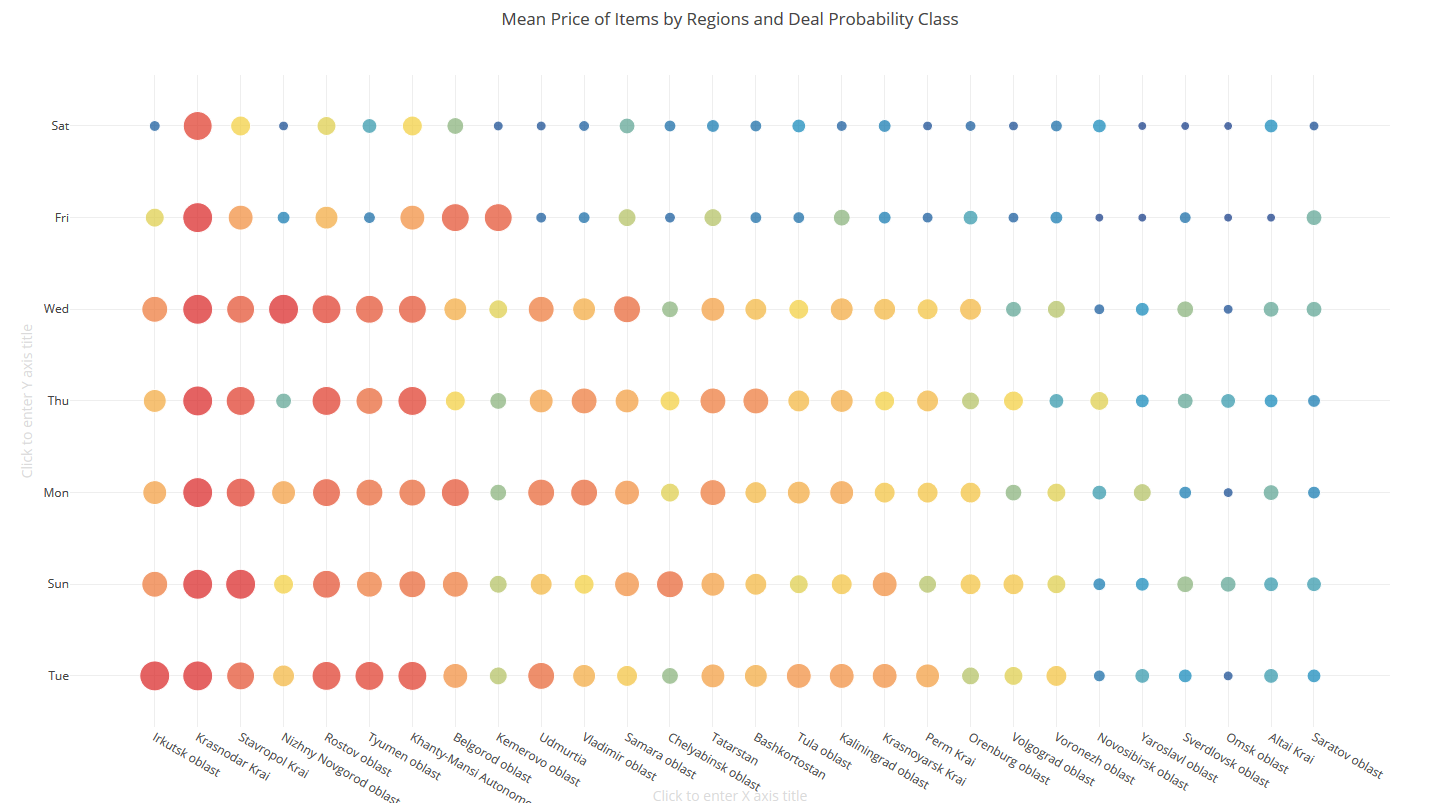 Mean Price of Items by Regions and Deal Probability Class
Sat
Fri
Wed
Thu
Mon
Sun
Tue
Click to enter Y axis title
Irkutsk oblast
Krasnodar Krai
Stavropol Krai
Nizhny Novgorod oblast
Rostov oblast
Tyumen oblast
Khanty-Mansi Autonomo
Belgorod oblast
Kemerovo oblast
Udmurtia
Vladimir oblast
Samara oblast
Chelyabinsk oblast
Tatarstan
Bashkortostan
Tula oblast
Kaliningrad oblast
Krasnoyarsk Krai
Perm Krai
Orenburg oblast
Volgograd oblast
Voronezh oblast
Novosibirsk oblast
Yaroslavl oblast
Sverdlovsk oblast
Omsk oblast
Altai Krai
Saratov oblast
Click to enter X axis title